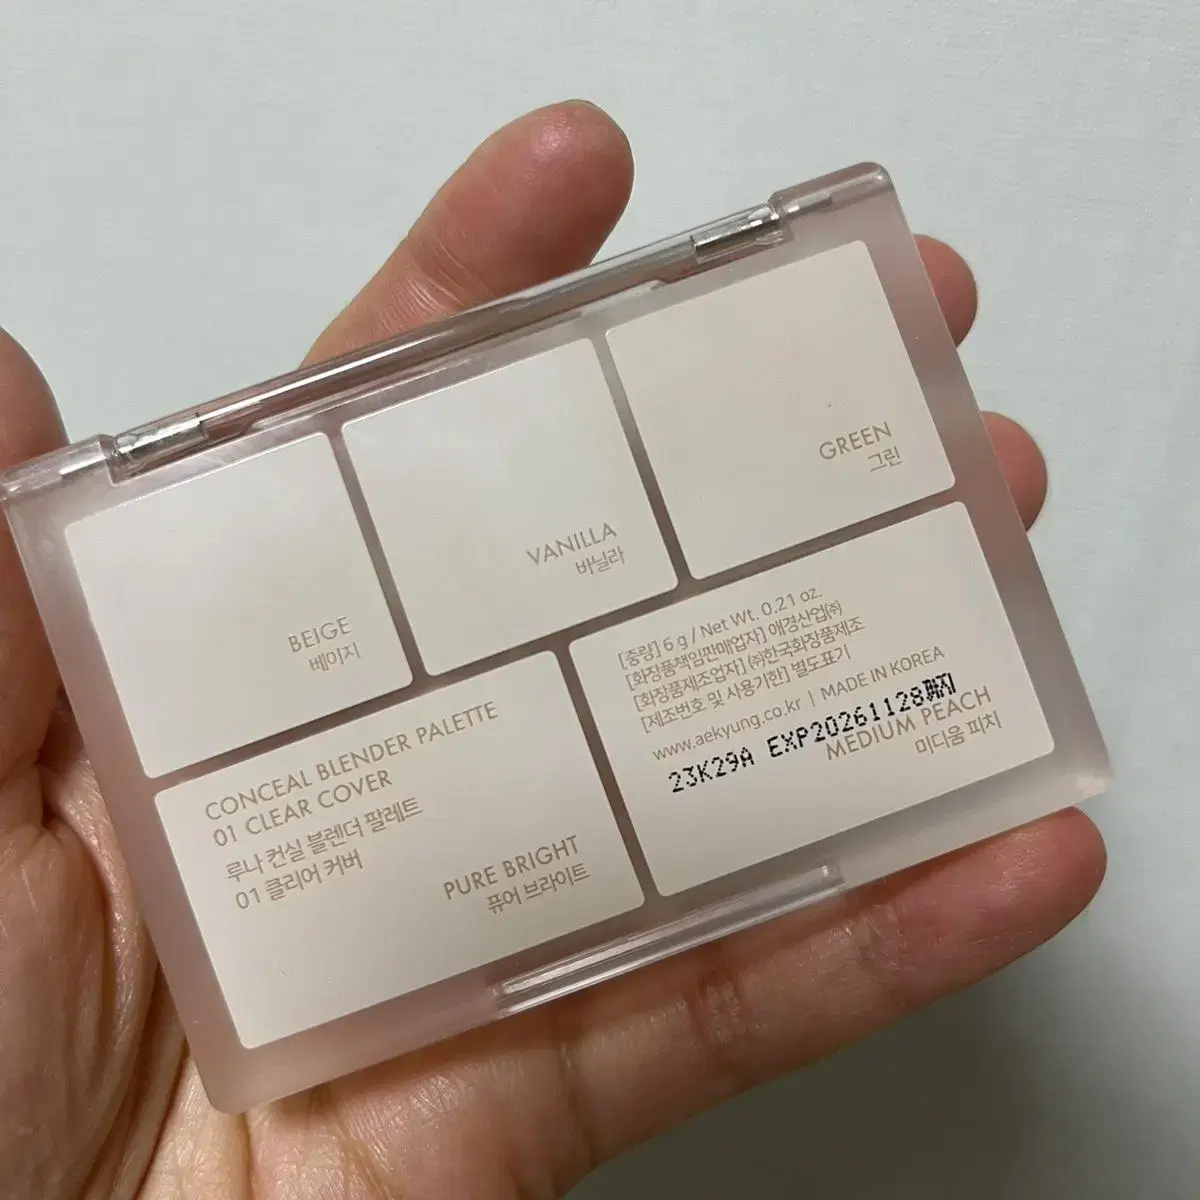 BEIGE
베이지
VANILLA
바닐라
GREEN
그린
CONCEAL BLENDER PALETTE
01 CLEAR COVER
루나 컨실 블렌더 팔레트
01 클리어 커버
PURE BRIGHT
퓨어 브라이트
[중량] 6 g / Net Wt. 0.21 oz.
[화장품책임판매업자] 애경산업㈜
[화장품제조업자] ㈜한국화장품제조
[제조번호 및 사용기한] 별도표기
www.aekyung.co.kr | MADE IN KOREA
23K29A EXP20261128까지
MEDIUM PEACH
미디움 피치